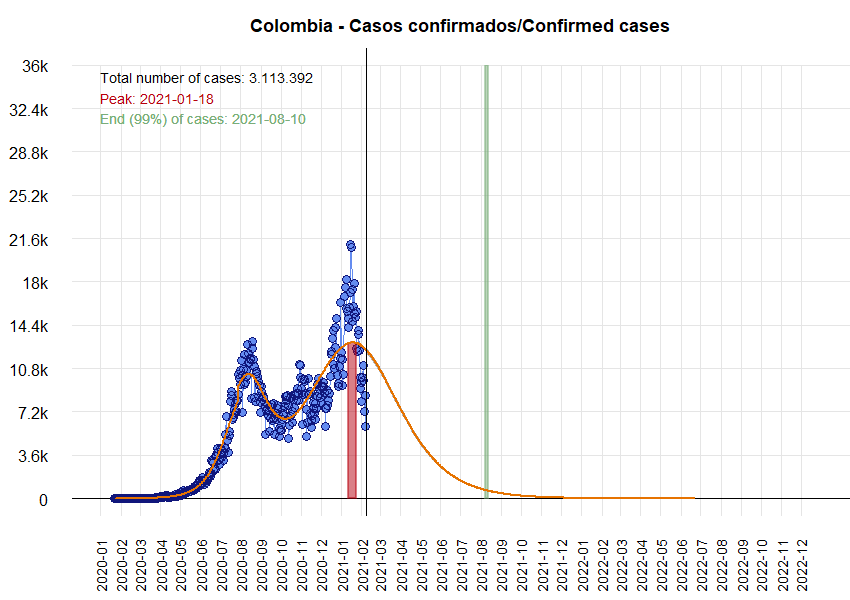 Colombia - Casos confirmados/Confirmed cases
36k
Total number of cases: 3.113.392
Peak: 2021-01-18
End (99%) of cases: 2021-08-10
32.4k
28.8k
25.2k
21.6k
18k
14.4k
10.8k
7.2k
3.6k
0
2020-01
2020-02
2020-03
2020-04
2020-05
2020-06
2020-07
2020-08
2020-09
2020-10
2020-11
2020-12
2021-01
2021-02
2021-03
2021-04
2021-05
2021-06
2021-07
2021-08
2021-09
2021-10
2021-11
2021-12
2022-01
2022-02
2022-03
2022-04
2022-05
2022-06
2022-07
2022-08
2022-09
2022-10
2022-11
2022-12